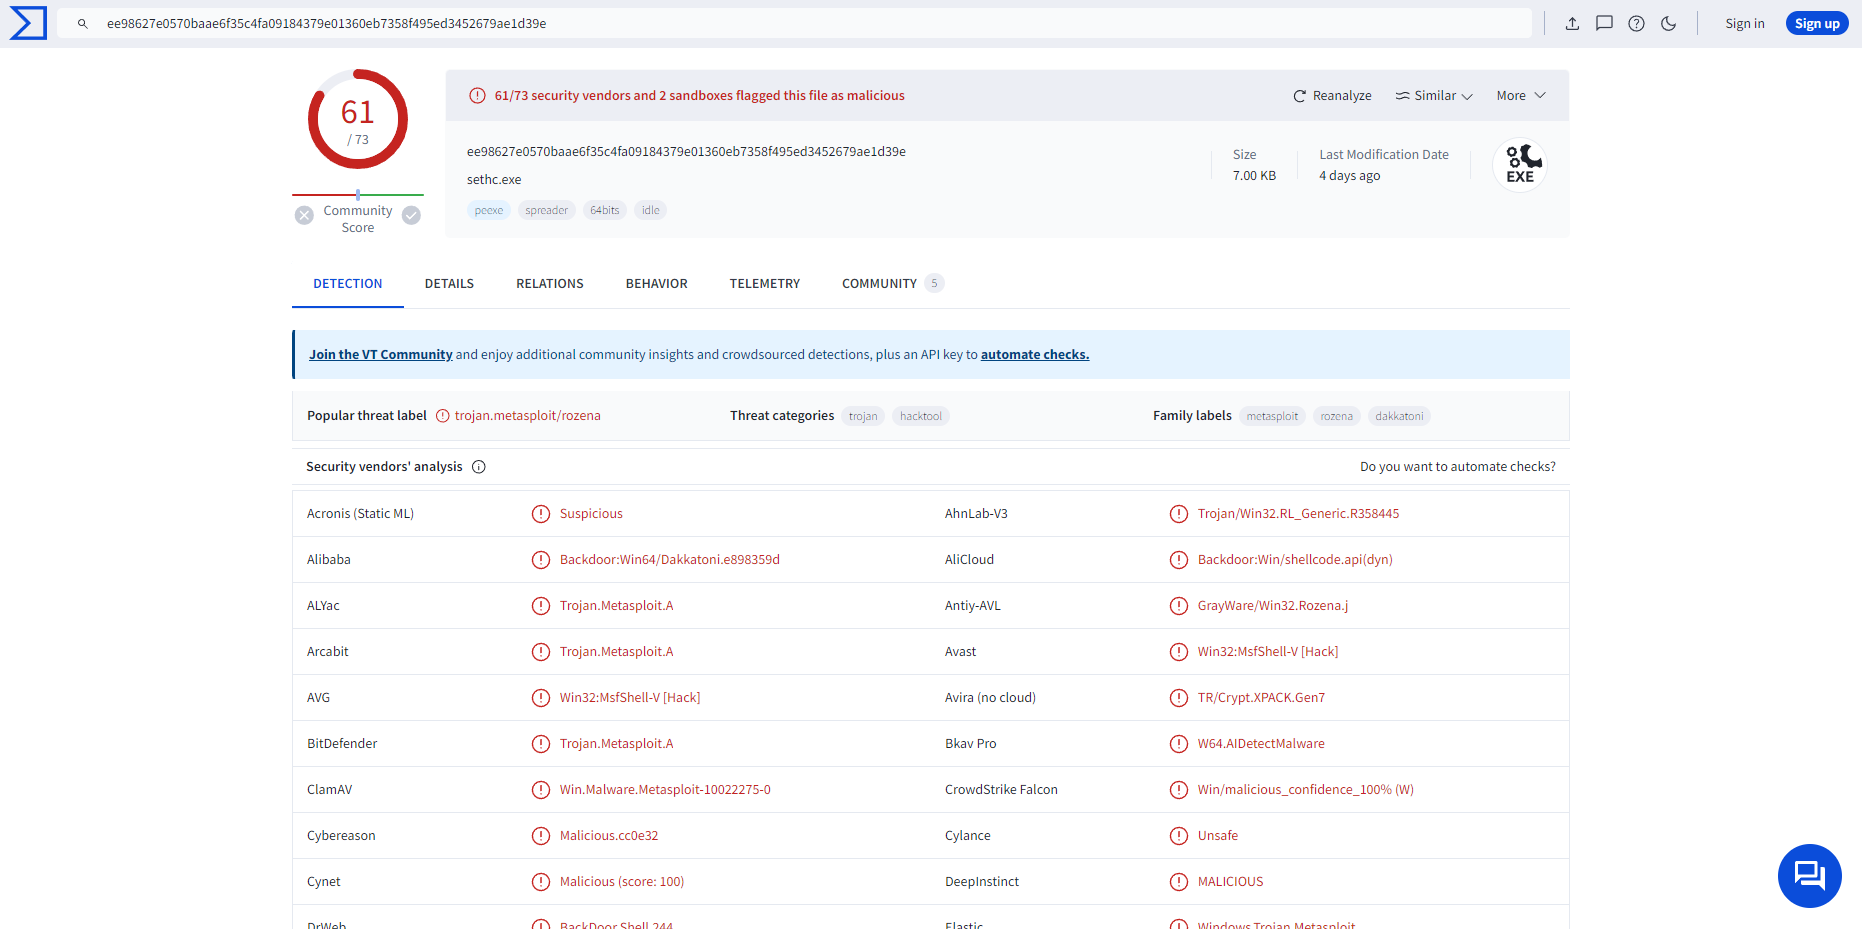 ee98627e0570baae6f35c4fa09184379e01360eb7358f495ed3452679ae1d39e
Sign in
Sign up
61
/ 73
Community
Score
61/73 security vendors and 2 sandboxes flagged this file as malicious
Reanalyze
Similar
More
ee98627e0570baae6f35c4fa09184379e01360eb7358f495ed3452679ae1d39e
sethc.exe
peexe
spreader
64bits
idle
Size
7.00 KB
Last Modification Date
4 days ago
EXE
DETECTION
DETAILS
RELATIONS
BEHAVIOR
TELEMETRY
COMMUNITY 5
Join the VT Community and enjoy additional community insights and crowdsourced detections, plus an API key to automate checks.
Popular threat label trojan.metasploit/rozena
Threat categories trojan hacktool
Family labels metasploit rozena dakkatoni
Security vendors' analysis
Do you want to automate checks?
Acronis (Static ML) Suspicious
AhnLab-V3 Trojan/Win32.RL_Generic.R358445
Alibaba Backdoor:Win64/Dakkatoni.e898359d
AliCloud Backdoor:Win/shellcode.api(dyn)
ALYac Trojan.Metasploit.A
Antiy-AVL GrayWare/Win32.Rozena.j
Arcabit Trojan.Metasploit.A
Avast Win32:MsfShell-V [Hack]
AVG Win32:MsfShell-V [Hack]
Avira (no cloud) TR/Crypt.XPACK.Gen7
BitDefender Trojan.Metasploit.A
Bkav Pro W64.AIDetectMalware
ClamAV Win.Malware.Metasploit-10022275-0
CrowdStrike Falcon Win/malicious_confidence_100% (W)
Cybereason Malicious.cc0e32
Cylance Unsafe
Cynet Malicious (score: 100)
DeepInstinct MALICIOUS
DrWeb BackDoor.Shell.244
Elastic Windows.Trojan.Metasploit